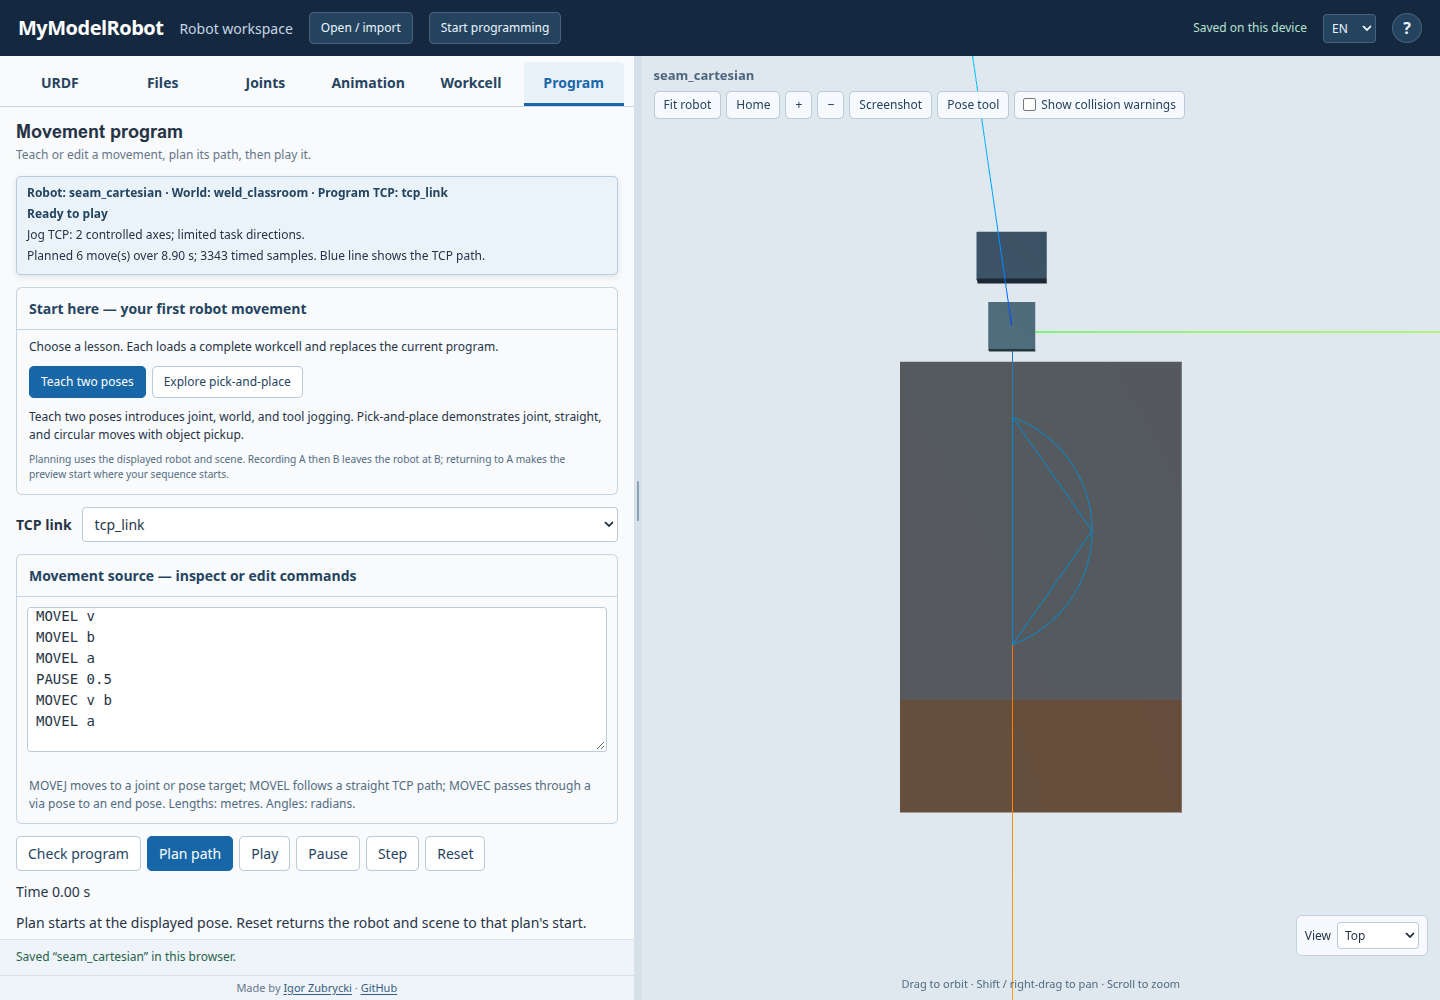 MyModelRobot
Robot workspace
Open / import
Start programming
Saved on this device
EN
?
URDF
Files
Joints
Animation
Workcell
Program
Movement program
Teach or edit a movement, plan its path, then play it.
Robot: seam_cartesian · World: weld_classroom · Program TCP: tcp_link
Ready to play
Jog TCP: 2 controlled axes; limited task directions.
Planned 6 move(s) over 8.90 s; 3343 timed samples. Blue line shows the TCP path.
Start here — your first robot movement
Choose a lesson. Each loads a complete workcell and replaces the current program.
Teach two poses
Explore pick-and-place
Teach two poses introduces joint, world, and tool jogging. Pick-and-place demonstrates joint, straight,
and circular moves with object pickup.
Planning uses the displayed robot and scene. Recording A then B leaves the robot at B; returning to A makes the
preview start where your sequence starts.
TCP link
tcp_link
Movement source — inspect or edit commands
MOVEL v
MOVEL b
MOVEL a
PAUSE 0.5
MOVEC v b
MOVEL a
MOVEJ moves to a joint or pose target; MOVEL follows a straight TCP path; MOVEC passes through a
via pose to an end pose. Lengths: metres. Angles: radians.
Check program
Plan path
Play
Pause
Step
Reset
Time 0.00 s
Plan starts at the displayed pose. Reset returns the robot and scene to that plan's start.
Saved “seam_cartesian” in this browser.
Made by Igor Zubrycki · GitHub
seam_cartesian
Fit robot
Home
+
−
Screenshot
Pose tool
Show collision warnings
View
Top
Drag to orbit · Shift / right-drag to pan · Scroll to zoom